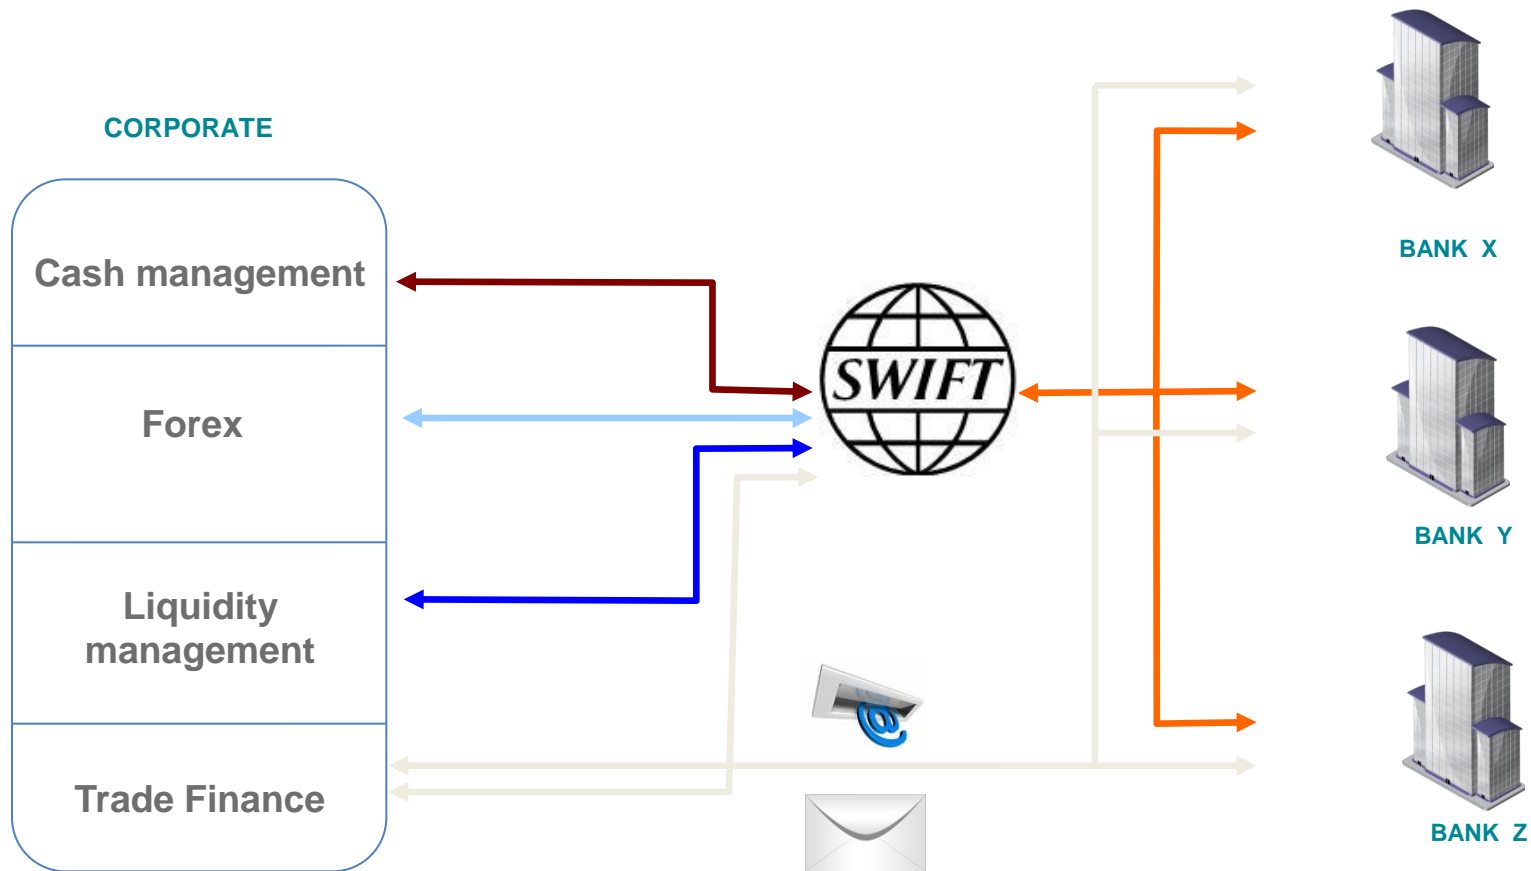 CORPORATE
Cash management
Forex
Liquidity
management
Trade Finance
SWIFT
@
BANK X
BANK Y
BANK Z